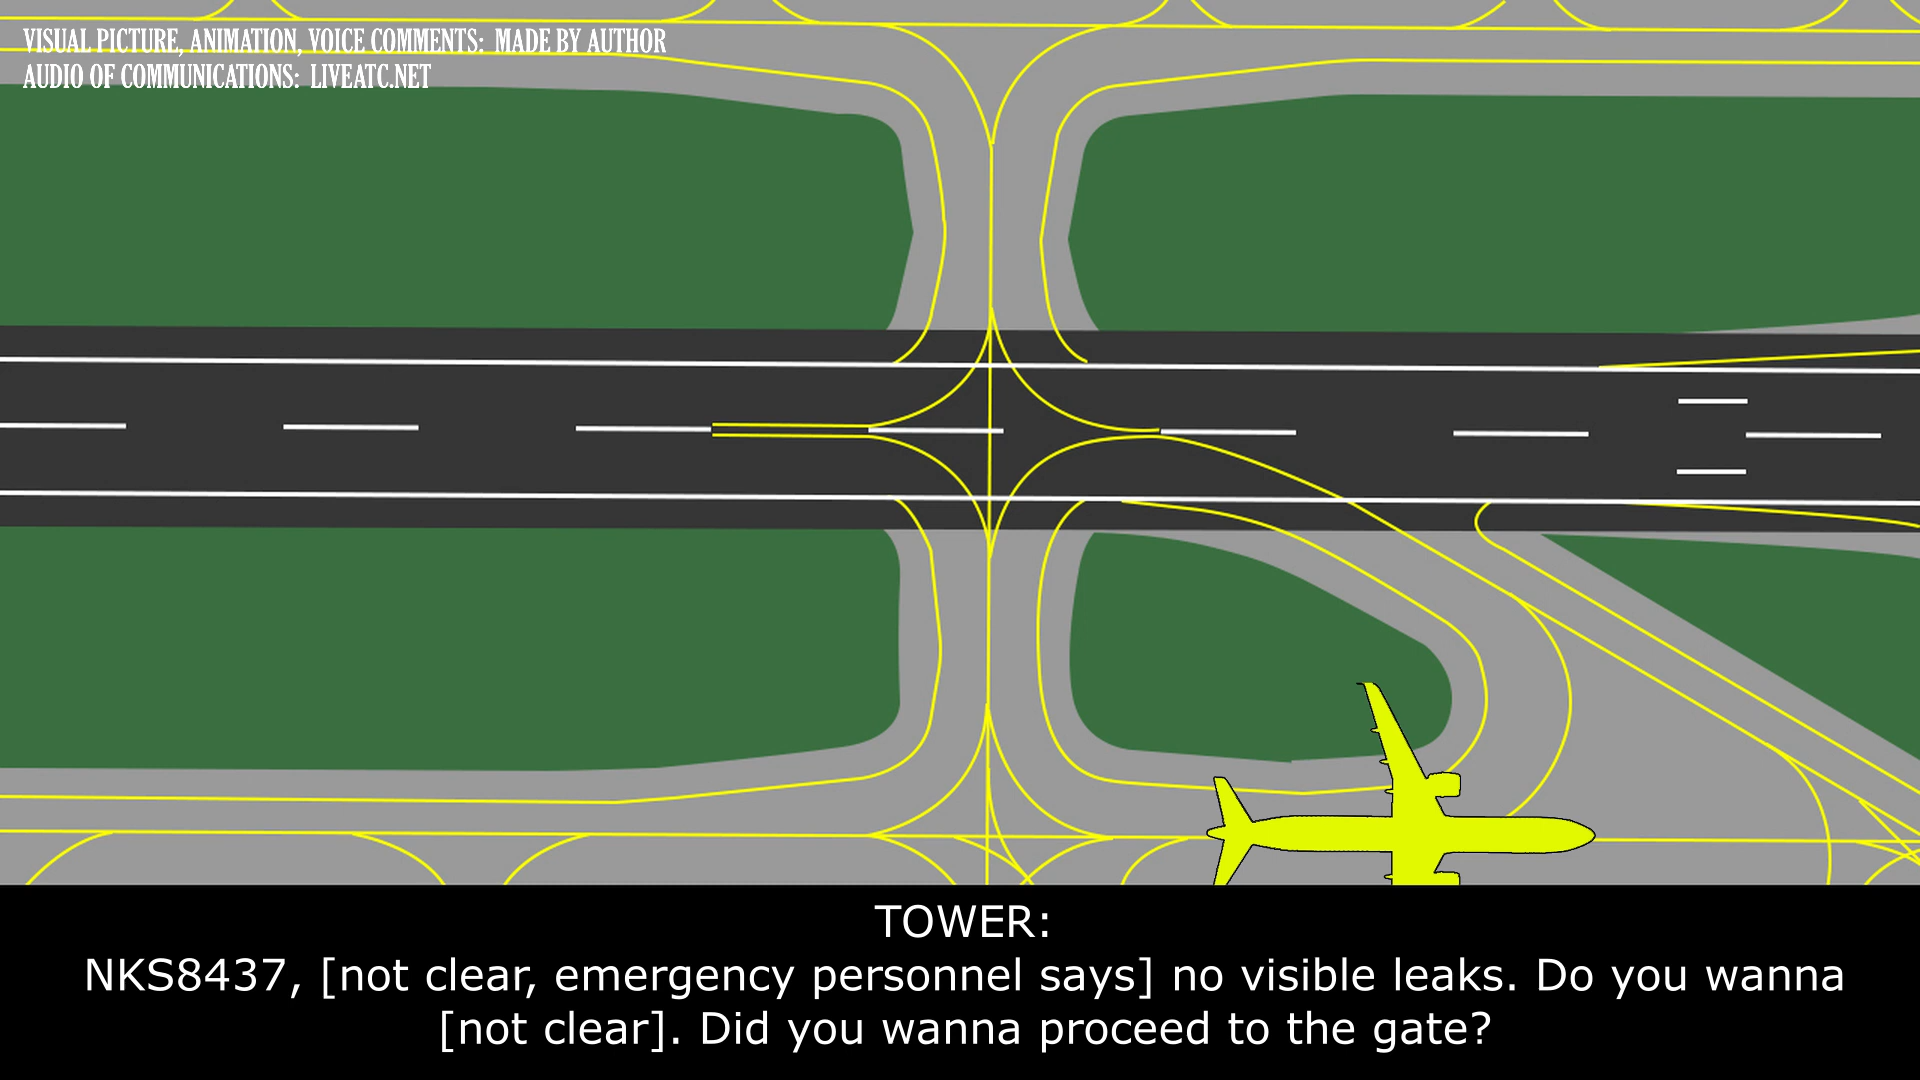 VISUAL PICTURE, ANIMATION, VOICE COMMENTS: MADE BY AUTHOR
AUDIO OF COMMUNICATIONS: LIVEATC.NET
TOWER:
NKS8437, [not clear, emergency personnel says] no visible leaks. Do you wanna
[not clear]. Did you wanna proceed to the gate?